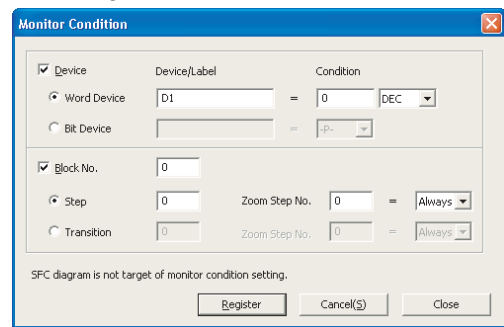 Monitor Condition
Device Device/Label Condition
Word Device D1 = 0 DEC
Bit Device = -P-
Block No. 0
Step 0 Zoom Step No. 0 = Always
Transition 0 Zoom Step No. 0 = Always
SFC diagram is not target of monitor condition setting.
Register Cancel(S) Close